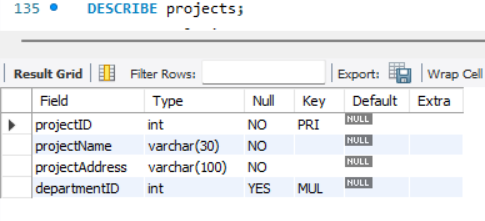 135 DESCRIBE projects;
Result Grid Filter Rows: Export: Wrap Cell
Field Type Null Key Default Extra
projectID int NO PRI NULL
projectName varchar(30) NO NULL
projectAddress varchar(100) NO NULL
departmentID int YES MUL NULL